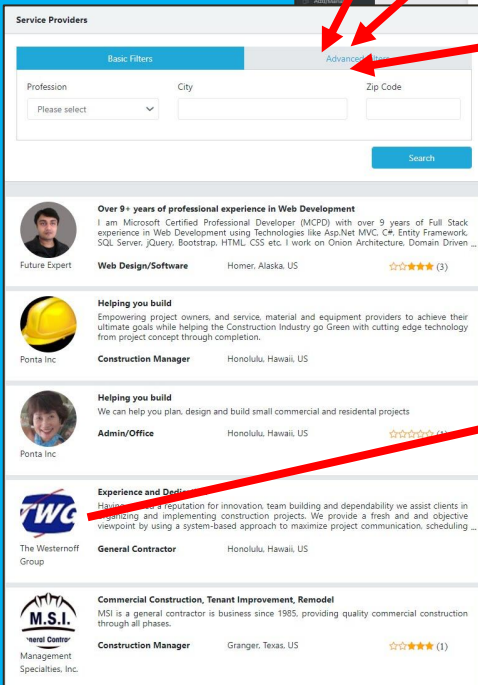 Service Providers
Basic Filters
Advanced
Profession
City
Zip Code
Please select
Search
Over 9+ years of professional experience in Web Development
I am Microsoft Certified Professional Developer (MCPD) with over 9 years of Full Stack
experience in Web Development using Technologies like Asp.Net MVC, C#, Entity Framework,
SQL Server, jQuery, Bootstrap, HTML, CSS etc. I work on Onion Architecture, Domain Driven ...
Future Expert
Web Design/Software
Homer, Alaska, US
(3)
Helping you build
Empowering project owners, and service, material and equipment providers to achieve their
ultimate goals while helping the Construction Industry go Green with cutting edge technology
from project concept through completion.
Ponta Inc
Construction Manager
Honolulu, Hawaii, US
Helping you build
We can help you plan, design and build small commercial and residental projects
Admin/Office
Honolulu, Hawaii, US
Ponta Inc
TWG
Experience and
a reputation for innovation, team building and dependability we assist clients in
organizing and implementing construction projects. We provide a fresh and and objective
viewpoint by using a system-based approach to maximize project communication, scheduling ...
The Westernoff
Group
General Contractor
Honolulu, Hawaii, US
M.S.I.
neral Contro
Commercial Construction, Tenant Improvement, Remodel
MSI is a general contractor is business since 1985, providing quality commercial construction
through all phases.
Management
Specialties, Inc.
Construction Manager
Granger, Texas, US
(1)